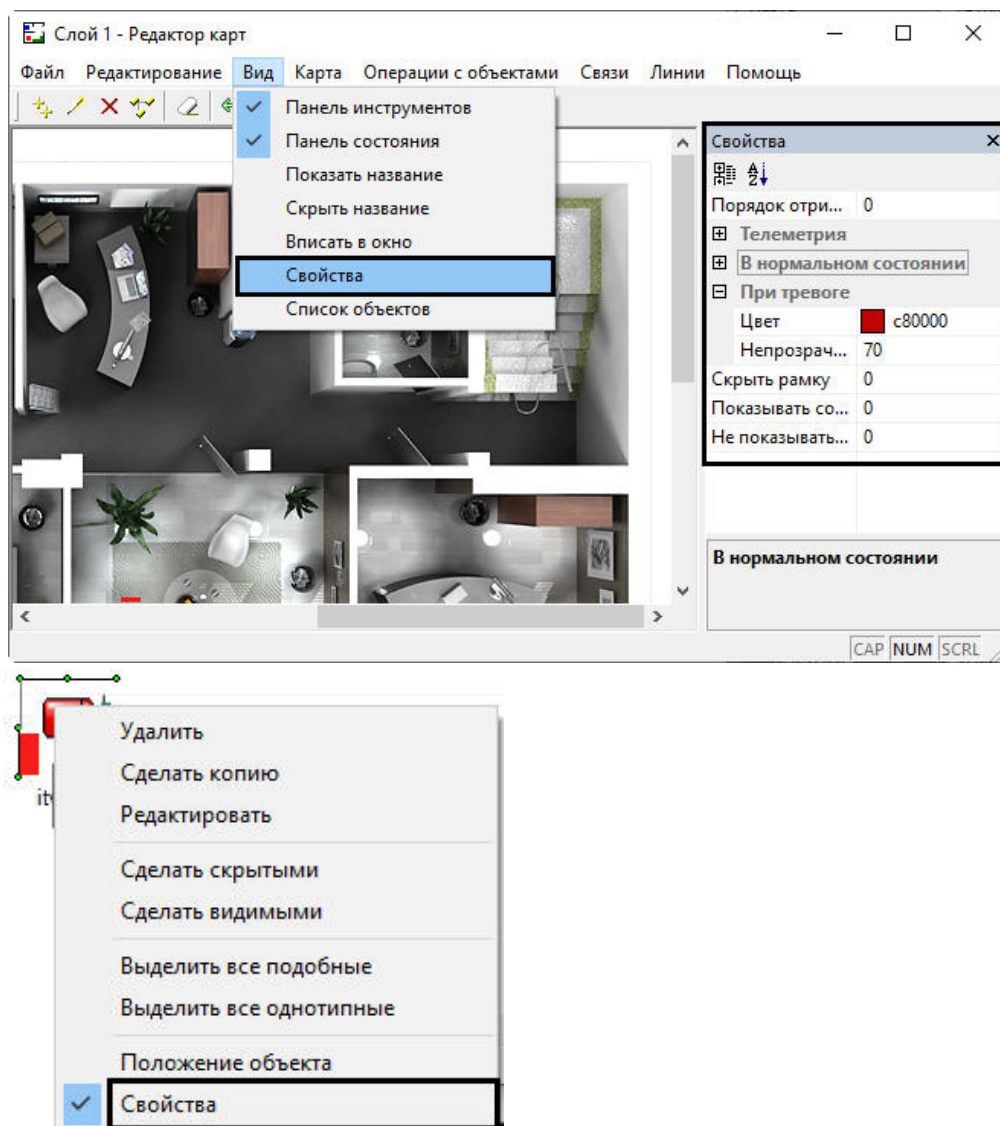 Слой 1 - Редактор карт
Файл Редактирование Вид Карта Операции с объектами Связи Линии Помощь
Панель инструментов
Панель состояния
Показать название
Скрыть название
Вписать в окно
Свойства
Список объектов
Свойства
Порядок отри... 0
Телеметрия
В нормальном состоянии
При тревоге
Цвет c80000
Непрозрач... 70
Скрыть рамку 0
Показывать со... 0
Не показывать... 0
В нормальном состоянии
CAP NUM SCRL
Удалить
Сделать копию
Редактировать
Сделать скрытыми
Сделать видимыми
Выделить все подобные
Выделить все однотипные
Положение объекта
Свойства